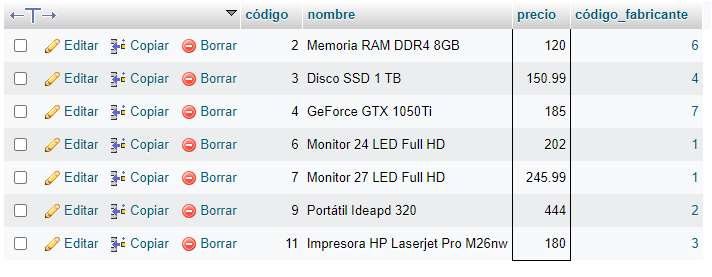 código nombre precio código_fabricante
Editar Copiar Borrar 2 Memoria RAM DDR4 8GB 120 6
Editar Copiar Borrar 3 Disco SSD 1 TB 150.99 4
Editar Copiar Borrar 4 GeForce GTX 1050Ti 185 7
Editar Copiar Borrar 6 Monitor 24 LED Full HD 202 1
Editar Copiar Borrar 7 Monitor 27 LED Full HD 245.99 1
Editar Copiar Borrar 9 Portátil Ideapd 320 444 2
Editar Copiar Borrar 11 Impresora HP Laserjet Pro M26nw 180 3